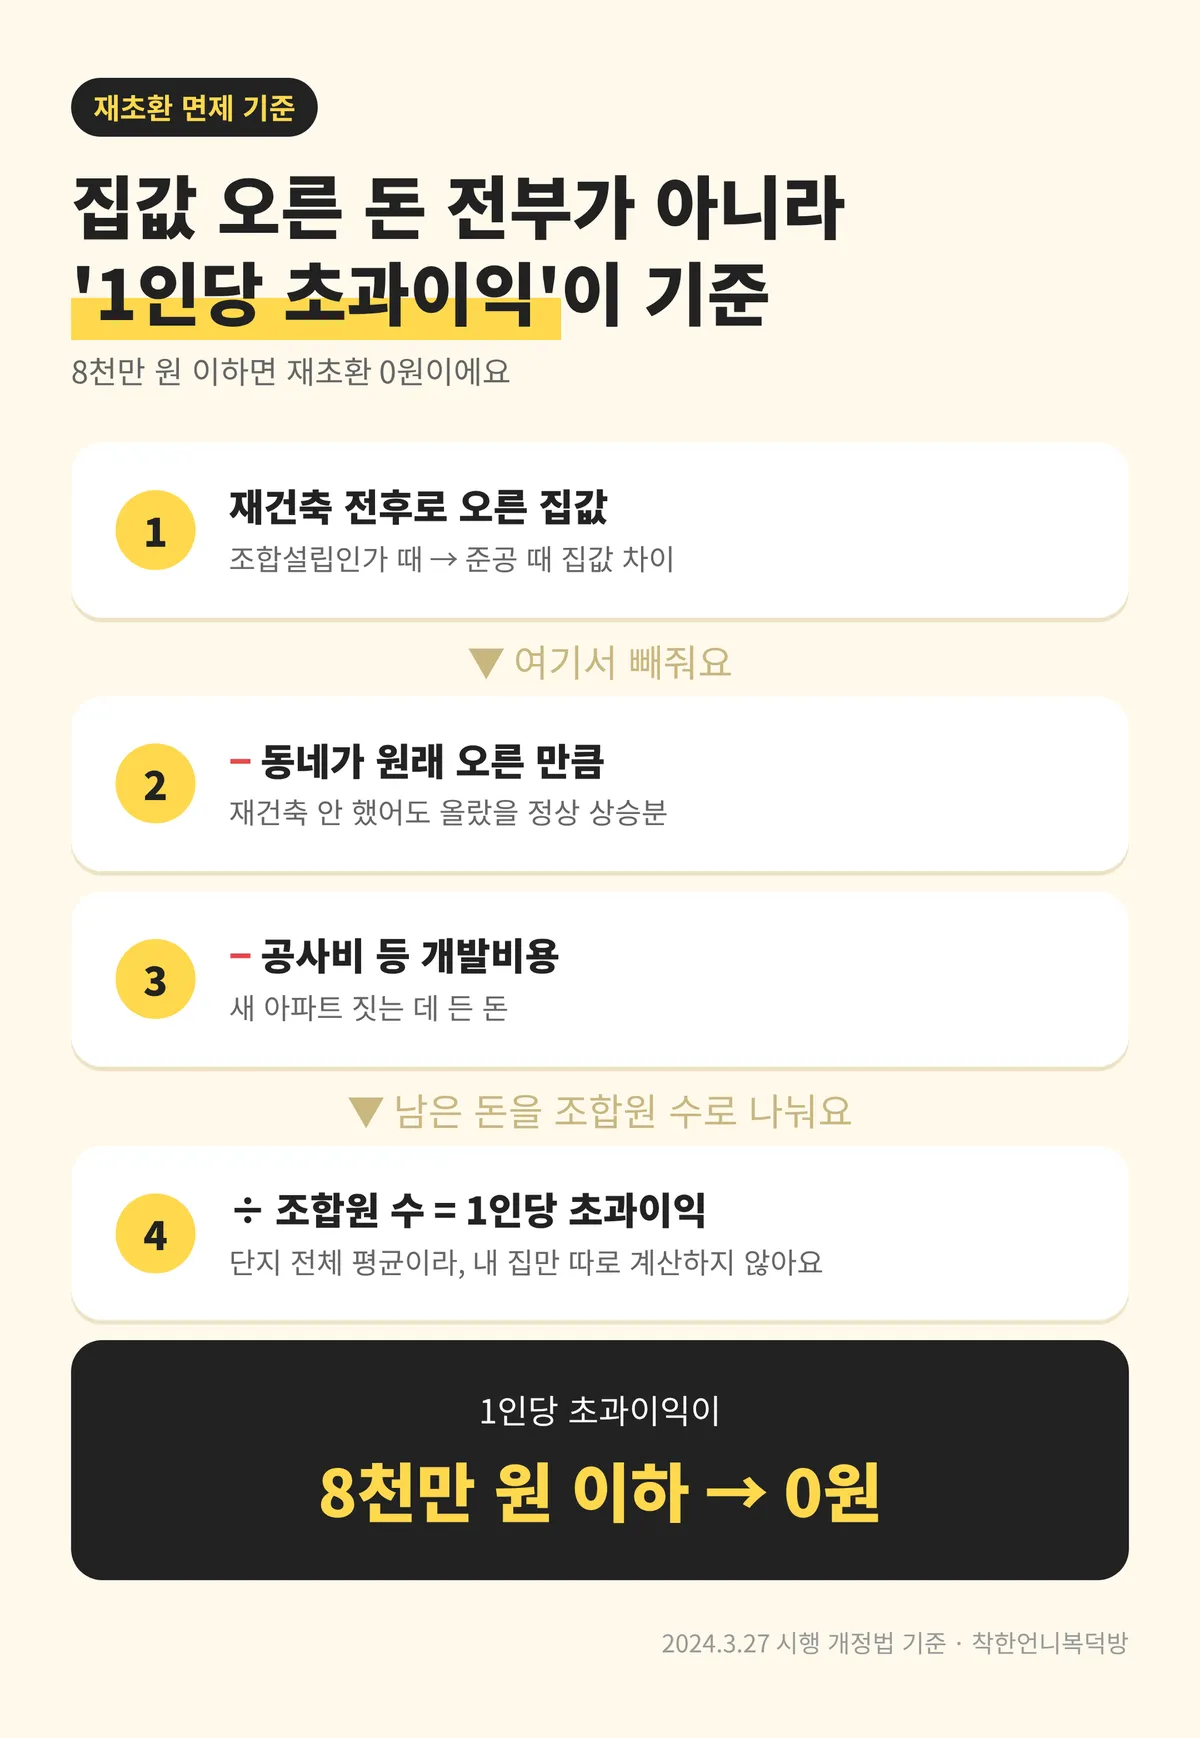 재초환 면제 기준
집값 오른 돈 전부가 아니라
'1인당 초과이익'이 기준
8천만 원 이하면 재초환 0원이에요
1
재건축 전후로 오른 집값
조합설립인가 때 → 준공 때 집값 차이
▼ 여기서 빼줘요
2
− 동네가 원래 오른 만큼
재건축 안 했어도 올랐을 정상 상승분
3
− 공사비 등 개발비용
새 아파트 짓는 데 든 돈
▼ 남은 돈을 조합원 수로 나눠요
4
÷ 조합원 수 = 1인당 초과이익
단지 전체 평균이라, 내 집만 따로 계산하지 않아요
1인당 초과이익이
8천만 원 이하 → 0원
2024.3.27 시행 개정법 기준 · 착한언니복덕방